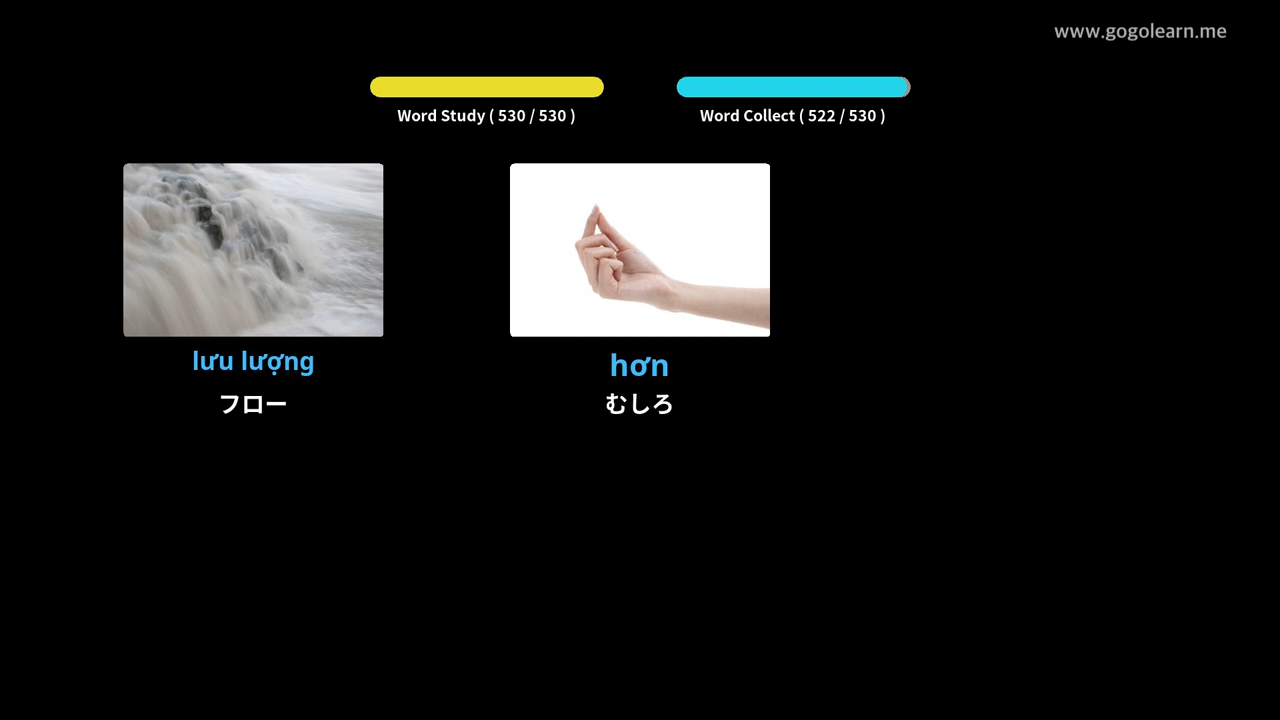 www.gogolearn.me
Word Study ( 530 / 530 )
Word Collect ( 522 / 530 )
lưu lượng
フロー
hơn
むしろ